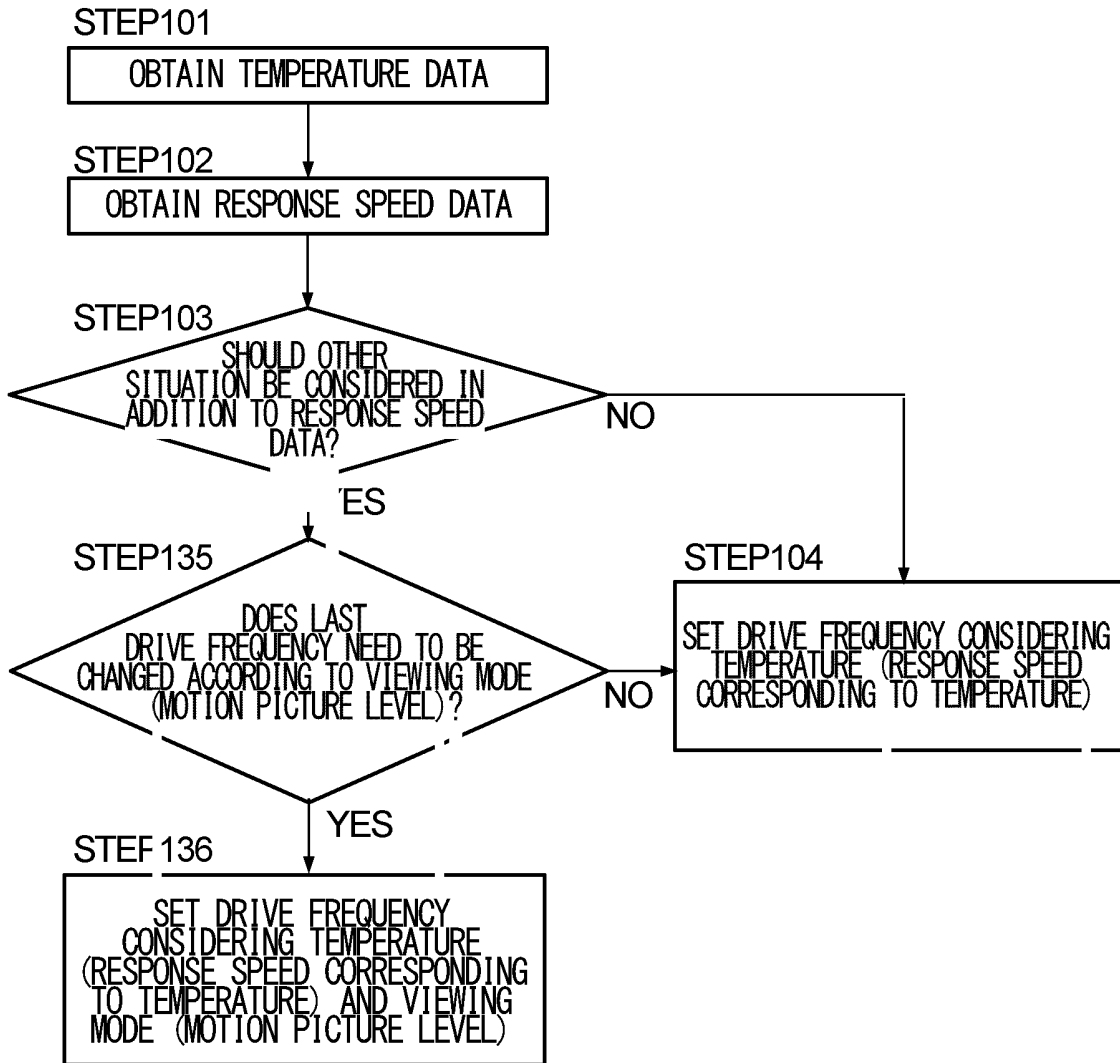 STEP101
OBTAIN TEMPERATURE DATA
STEP102
OBTAIN RESPONSE SPEED DATA
STEP103
SHOULD OTHER
SITUATION BE CONSIDERED IN
ADDITION TO RESPONSE SPEED
DATA?
NO
YES
STEP135
DOES LAST
DRIVE FREQUENCY NEED TO BE
CHANGED ACCORDING TO VIEWING MODE
(MOTION PICTURE LEVEL)?
NO
STEP104
SET DRIVE FREQUENCY CONSIDERING
TEMPERATURE (RESPONSE SPEED
CORRESPONDING TO TEMPERATURE)
YES
STEP136
SET DRIVE FREQUENCY
CONSIDERING TEMPERATURE
(RESPONSE SPEED CORRESPONDING
TO TEMPERATURE) AND VIEWING
MODE (MOTION PICTURE LEVEL)